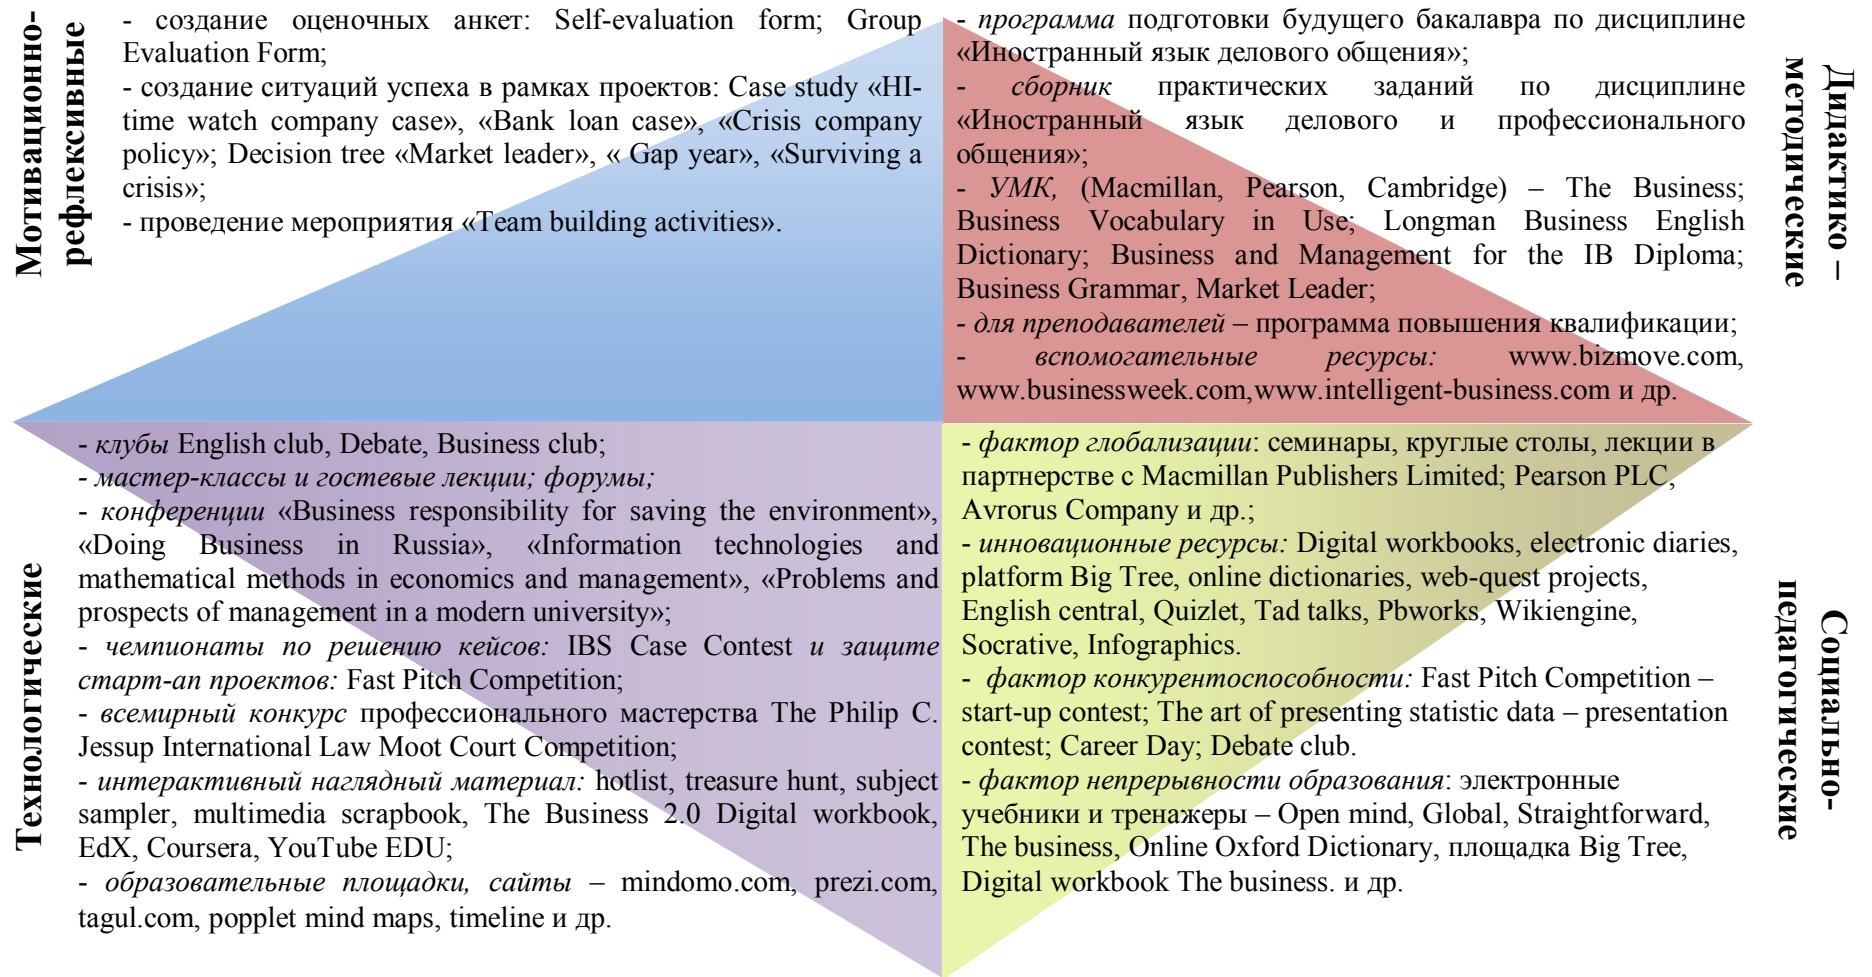 Мотивационно-
рефлексивные
- создание оценочных анкет: Self-evaluation form; Group
Evaluation Form;
- создание ситуаций успеха в рамках проектов: Case study «HI-
time watch company case», «Bank loan case», «Crisis company
policy»; Decision tree «Market leader», « Gap year», «Surviving a
crisis»;
- проведение мероприятия «Team building activities».
- программа подготовки будущего бакалавра по дисциплине
«Иностранный язык делового общения»;
- сборник практических заданий по дисциплине
«Иностранный язык делового и профессионального
общения»;
- УМК, (Macmillan, Pearson, Cambridge) – The Business;
Business Vocabulary in Use; Longman Business English
Dictionary; Business and Management for the IB Diploma;
Business Grammar, Market Leader;
- для преподавателей – программа повышения квалификации;
- вспомогательные ресурсы: www.bizmove.com,
www.businessweek.com,www.intelligent-business.com и др.
Дидактико –
методические
Технологические
- клубы English club, Debate, Business club;
- мастер-классы и гостевые лекции; форумы;
- конференции «Business responsibility for saving the environment»,
«Doing Business in Russia», «Information technologies and
mathematical methods in economics and management», «Problems and
prospects of management in a modern university»;
- чемпионаты по решению кейсов: IBS Case Contest и защите
старт-ап проектов: Fast Pitch Competition;
- всемирный конкурс профессионального мастерства The Philip C.
Jessup International Law Moot Court Competition;
- интерактивный наглядный материал: hotlist, treasure hunt, subject
sampler, multimedia scrapbook, The Business 2.0 Digital workbook,
EdX, Coursera, YouTube EDU;
- образовательные площадки, сайты – mindomo.com, prezi.com,
tagul.com, popplet mind maps, timeline и др.
- фактор глобализации: семинары, круглые столы, лекции в
партнерстве с Macmillan Publishers Limited; Pearson PLC,
Avrorus Company и др.;
- инновационные ресурсы: Digital workbooks, electronic diaries,
platform Big Tree, online dictionaries, web-quest projects,
English central, Quizlet, Tad talks, Pbworks, Wikiengine,
Socrative, Infographics.
- фактор конкурентоспособности: Fast Pitch Competition –
start-up contest; The art of presenting statistic data – presentation
contest; Career Day; Debate club.
- фактор непрерывности образования: электронные
учебники и тренажеры – Open mind, Global, Straightforward,
The business, Online Oxford Dictionary, площадка Big Tree,
Digital workbook The business. и др.
Социально-
педагогические